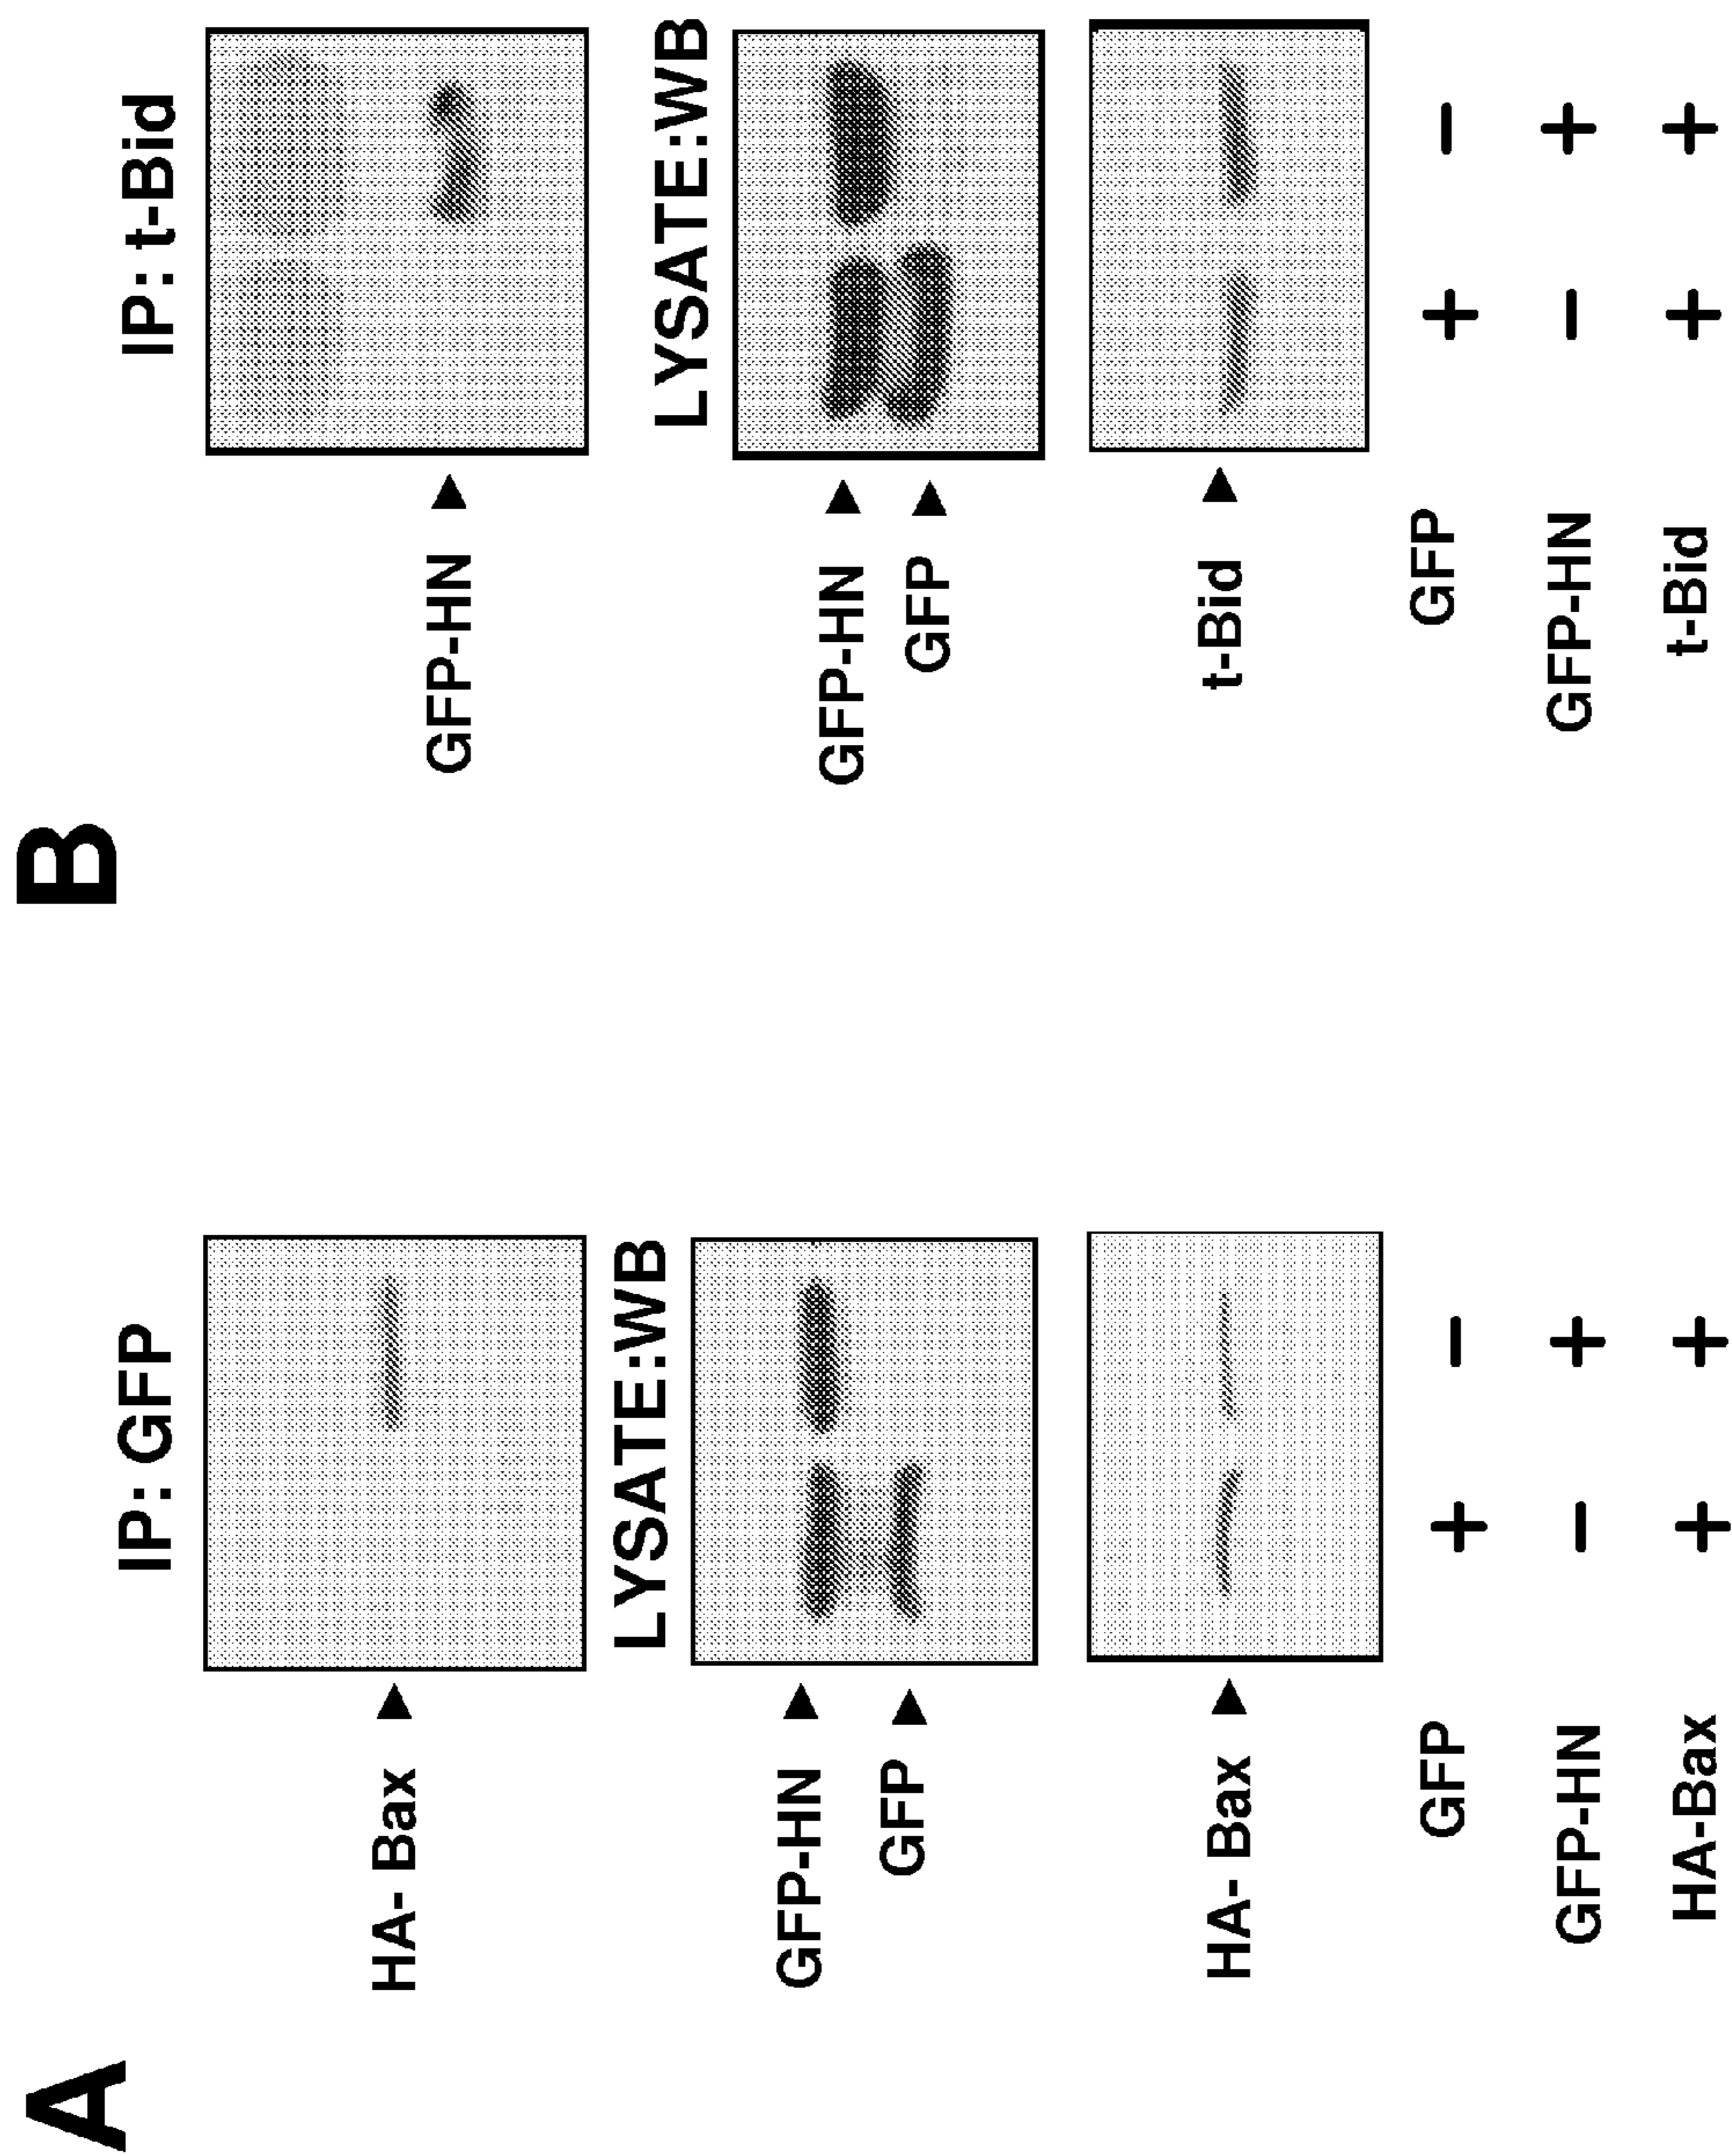 A
IP: GFP
HA- Bax
LYSATE:WB
GFP-HN
GFP
HA- Bax
GFP + −
GFP-HN − +
HA-Bax + +
B
IP: t-Bid
GFP-HN
LYSATE:WB
GFP-HN
GFP
t-Bid
GFP + −
GFP-HN − +
t-Bid + +